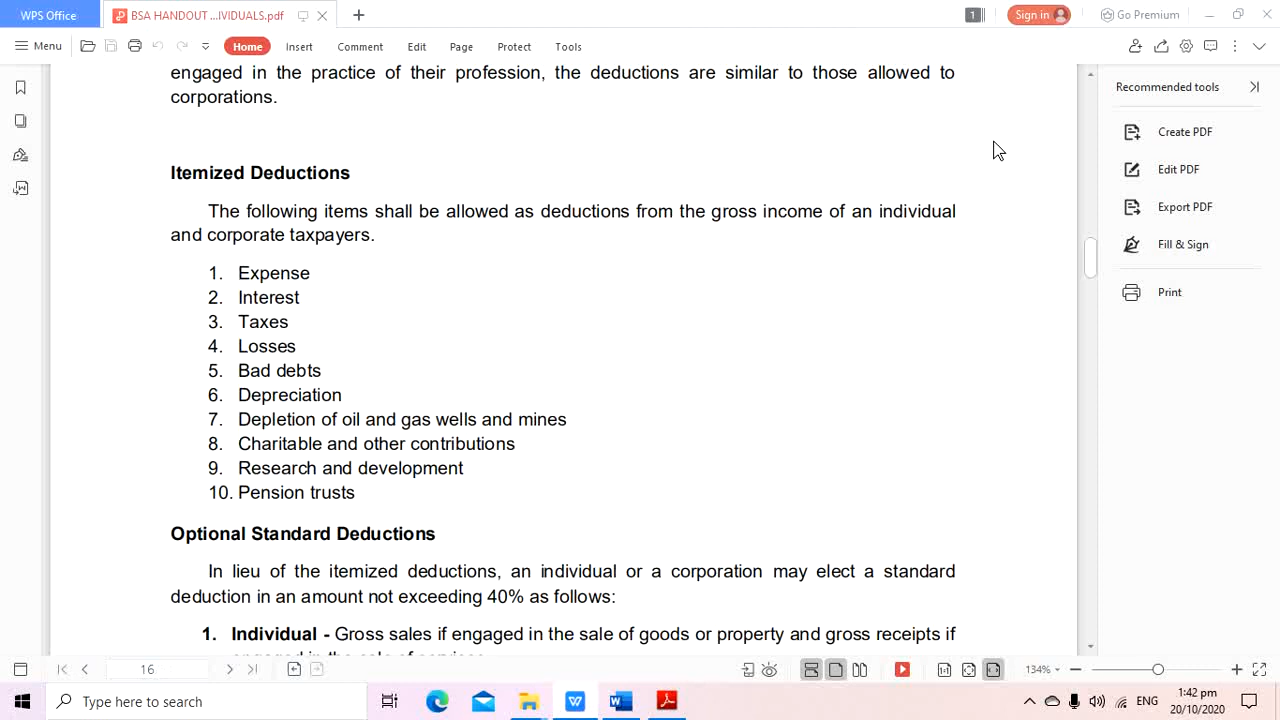 WPS Office
BSA HANDOUT ...IVIDUALS.pdf
1
Sign in
Go Premium
Menu
Home
Insert
Comment
Edit
Page
Protect
Tools
engaged in the practice of their profession, the deductions are similar to those allowed to
corporations.
Itemized Deductions
The following items shall be allowed as deductions from the gross income of an individual
and corporate taxpayers.
1. Expense
2. Interest
3. Taxes
4. Losses
5. Bad debts
6. Depreciation
7. Depletion of oil and gas wells and mines
8. Charitable and other contributions
9. Research and development
10. Pension trusts
Optional Standard Deductions
In lieu of the itemized deductions, an individual or a corporation may elect a standard
deduction in an amount not exceeding 40% as follows:
1. Individual - Gross sales if engaged in the sale of goods or property and gross receipts if
Recommended tools
Create PDF
Edit PDF
Export PDF
Fill & Sign
Print
16
134%
Type here to search
ENG
1:42 pm
20/10/2020